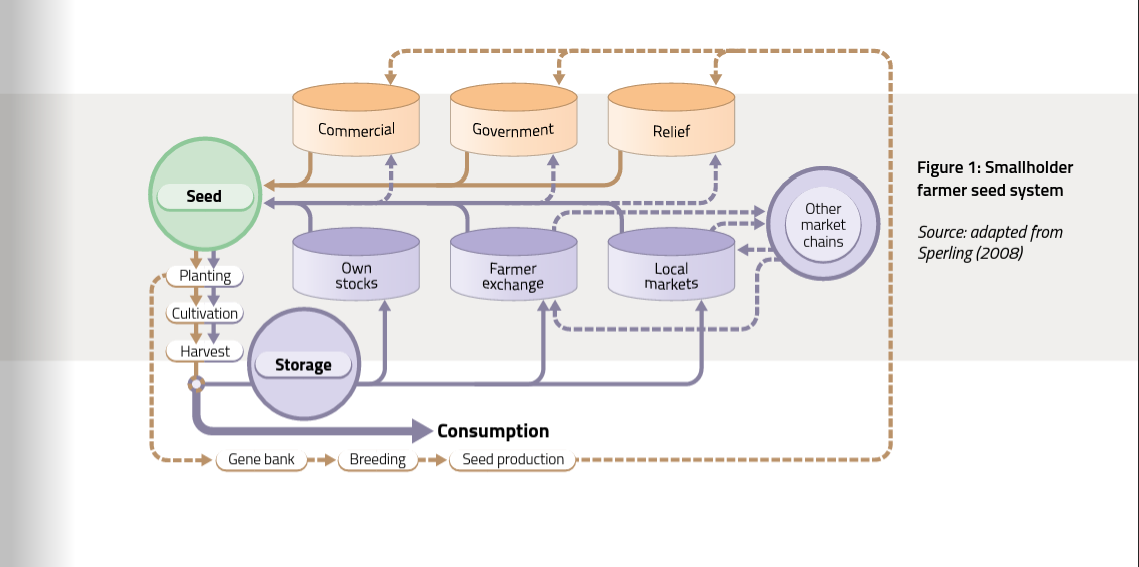 Commercial
Government
Relief
Seed
Own
stocks
Farmer
exchange
Local
markets
Other
market
chains
Figure 1: Smallholder
farmer seed system
Source: adapted from
Sperling (2008)
Planting
Cultivation
Harvest
Storage
Consumption
Gene bank
Breeding
Seed production